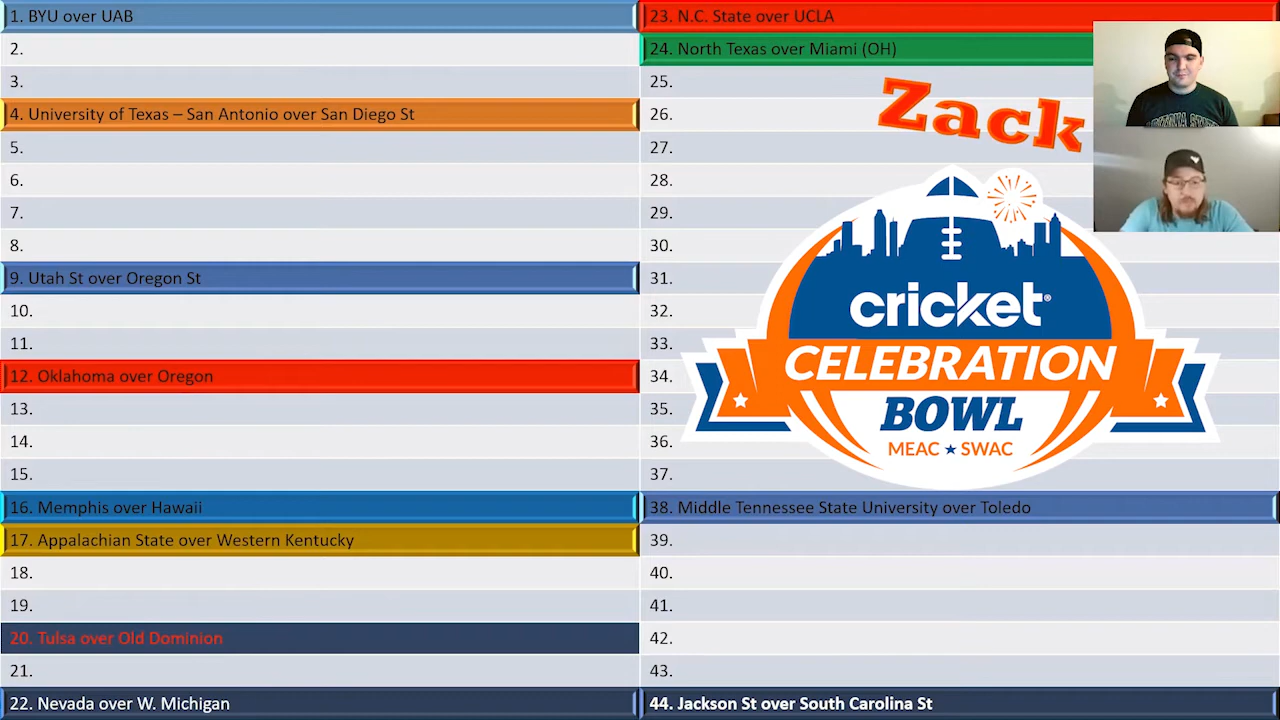 1. BYU over UAB
2.
3.
4. University of Texas – San Antonio over San Diego St
5.
6.
7.
8.
9. Utah St over Oregon St
10.
11.
12. Oklahoma over Oregon
13.
14.
15.
16. Memphis over Hawaii
17. Appalachian State over Western Kentucky
18.
19.
20. Tulsa over Old Dominion
21.
22. Nevada over W. Michigan
23. N.C. State over UCLA
24. North Texas over Miami (OH)
25.
26.
27.
28.
29.
30.
31.
32.
33.
34.
35.
36.
37.
38. Middle Tennessee State University over Toledo
39.
40.
41.
42.
43.
44. Jackson St over South Carolina St
Zack
cricket®
CELEBRATION
BOWL
MEAC ★ SWAC